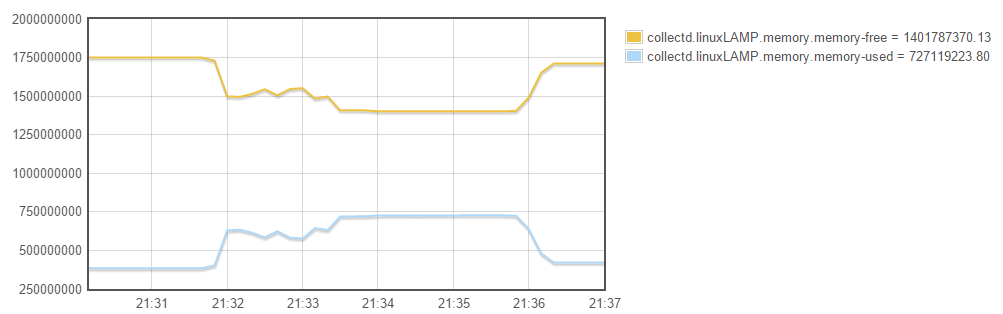 2000000000
1750000000
1500000000
1250000000
1000000000
750000000
500000000
250000000
21:31 21:32 21:33 21:34 21:35 21:36 21:37
collectd.linuxLAMP.memory.memory-free = 1401787370.13
collectd.linuxLAMP.memory.memory-used = 727119223.80